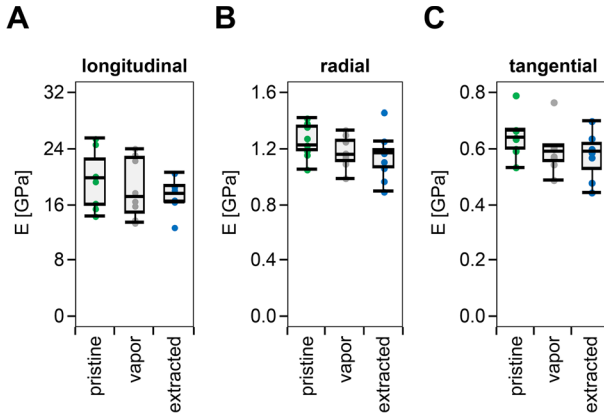 A
B
C
longitudinal
radial
tangential
E [GPa]
32
24
16
8
0
pristine
vapor
extracted
E [GPa]
1.6
1.2
0.8
0.4
0.0
pristine
vapor
extracted
E [GPa]
0.8
0.6
0.4
0.2
0.0
pristine
vapor
extracted